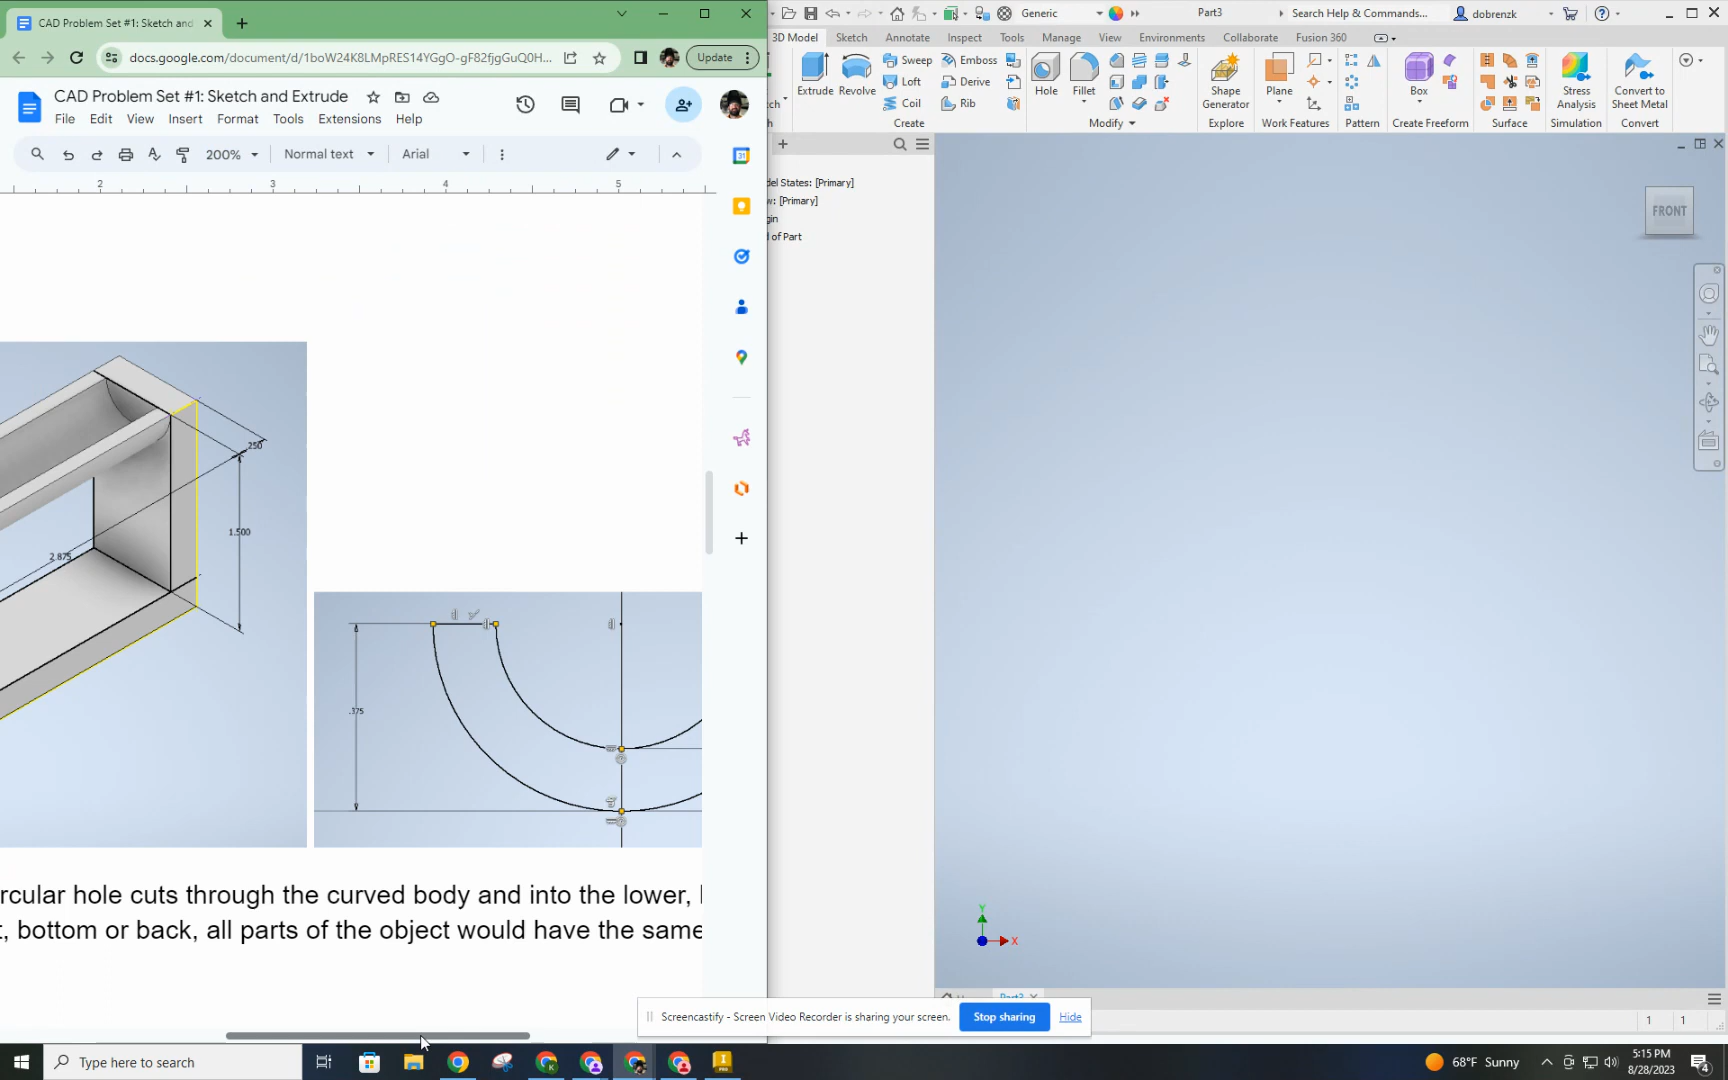 CAD Problem Set #1: Sketch and
Generic
Part3
Search Help & Commands...
dobrenzk
docs.google.com/document/d/1boW24K8LMpRES14YGgO-gF82fjgGuQ0H...
Update
3D Model Sketch Annotate Inspect Tools Manage View Environments Collaborate Fusion 360
CAD Problem Set #1: Sketch and Extrude
File Edit View Insert Format Tools Extensions Help
Extrude Revolve
Sweep Emboss
Loft Derive
Coil Rib
Create
Hole Fillet
Modify
Shape Generator
Explore
Plane
Work Features
Pattern
Box
Create Freeform
Surface
Stress Analysis
Simulation
Convert to Sheet Metal
Convert
200% Normal text Arial
2 3 4 5
del States: [Primary]
w: [Primary]
gin
d of Part
FRONT
31
.250
1.500
2.875
.375
rcular hole cuts through the curved body and into the lower,
t, bottom or back, all parts of the object would have the same
Y
X
Part3
Screencastify - Screen Video Recorder is sharing your screen.
Stop sharing
Hide
1 1
Type here to search
K
PRO
68°F Sunny
5:15 PM
8/28/2023
4